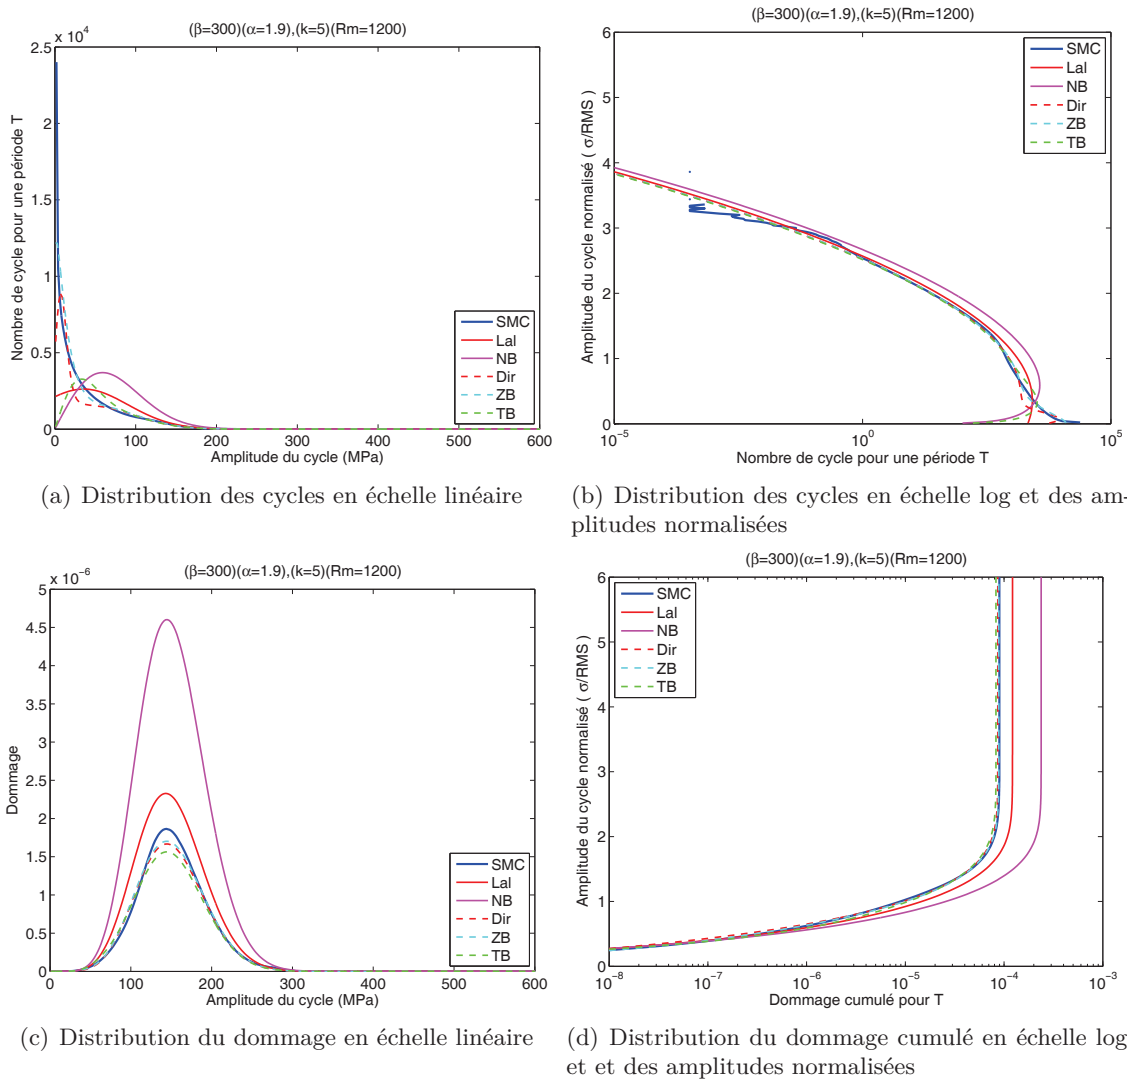 (β=300)(α=1.9),(k=5)(Rm=1200)
x 10⁴
2.5
2
1.5
1
0.5
0
0 100 200 300 400 500 600
Nombre de cycle pour une période T
Amplitude du cycle (MPa)
SMC
Lal
NB
Dir
ZB
TB
(a) Distribution des cycles en échelle linéaire
(β=300)(α=1.9),(k=5)(Rm=1200)
6
5
4
3
2
1
0
10⁻⁵ 10⁰ 10⁵
Amplitude du cycle normalisé ( σ/RMS )
Nombre de cycle pour une période T
SMC
Lal
NB
Dir
ZB
TB
(b) Distribution des cycles en échelle log et des am-
plitudes normalisées
(β=300)(α=1.9),(k=5)(Rm=1200)
x 10⁻⁶
5
4.5
4
3.5
3
2.5
2
1.5
1
0.5
0
0 100 200 300 400 500 600
Dommage
Amplitude du cycle (MPa)
SMC
Lal
NB
Dir
ZB
TB
(c) Distribution du dommage en échelle linéaire
(β=300)(α=1.9),(k=5)(Rm=1200)
6
5
4
3
2
1
0
10⁻⁸ 10⁻⁷ 10⁻⁶ 10⁻⁵ 10⁻⁴ 10⁻³
Amplitude du cycle normalisé ( σ/RMS)
Dommage cumulé pour T
SMC
Lal
NB
Dir
ZB
TB
(d) Distribution du dommage cumulé en échelle log
et et des amplitudes normalisées